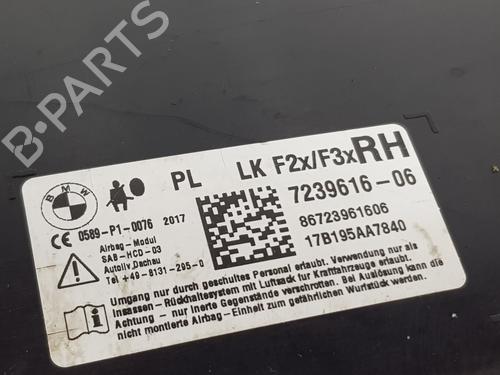 B-PARTS
BMW
PL
LK F2x/F3x RH
CE 0589-P1-0076 2017
Airbag-Modul
SAB-HCD-03
Autoliv, Dachau
Tel +49-8131-295-0
7239616-06
86723961606
17B195AA7840
Umgang nur durch geschultes Personal erlaubt. Verwendung nur im
Insassen-Rückhaltesystem mit Luftsack für Kraftfahrzeuge erlaubt.
Achtung - nur inerte Gegenstände verschrotten. Bei Auslösung kann die
nicht montierte Airbag-Einheit zum gefährlichen Wurfstück werden.